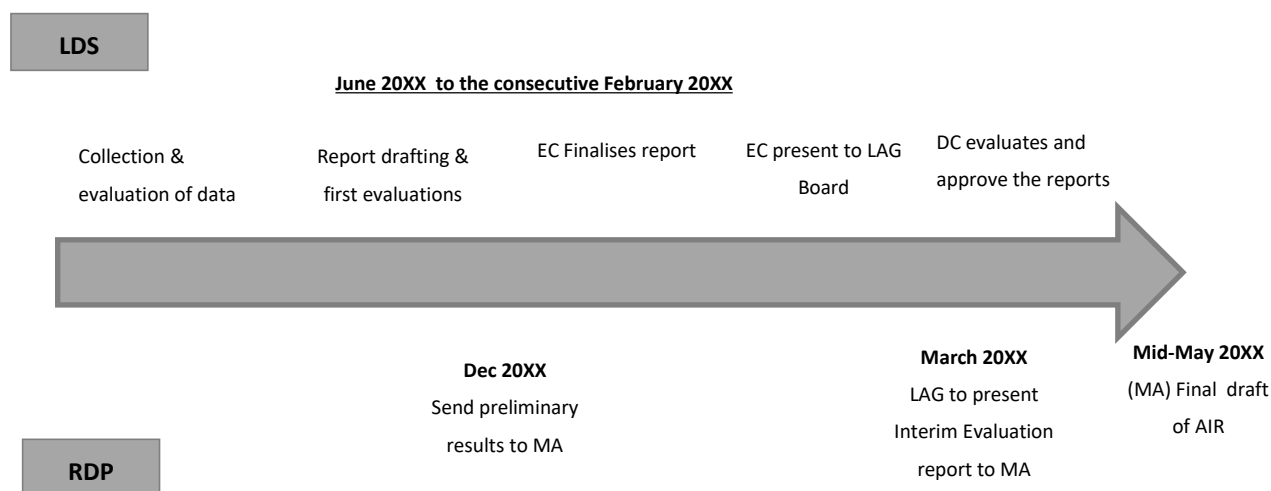 LDS
June 20XX  to the consecutive February 20XX
Collection &
evaluation of data
Report drafting &
first evaluations
EC Finalises report
EC present to LAG
Board
DC evaluates and
approve the reports
Dec 20XX
Send preliminary
results to MA
March 20XX
LAG to present
Interim Evaluation
report to MA
Mid-May 20XX
(MA) Final  draft
of AIR
RDP